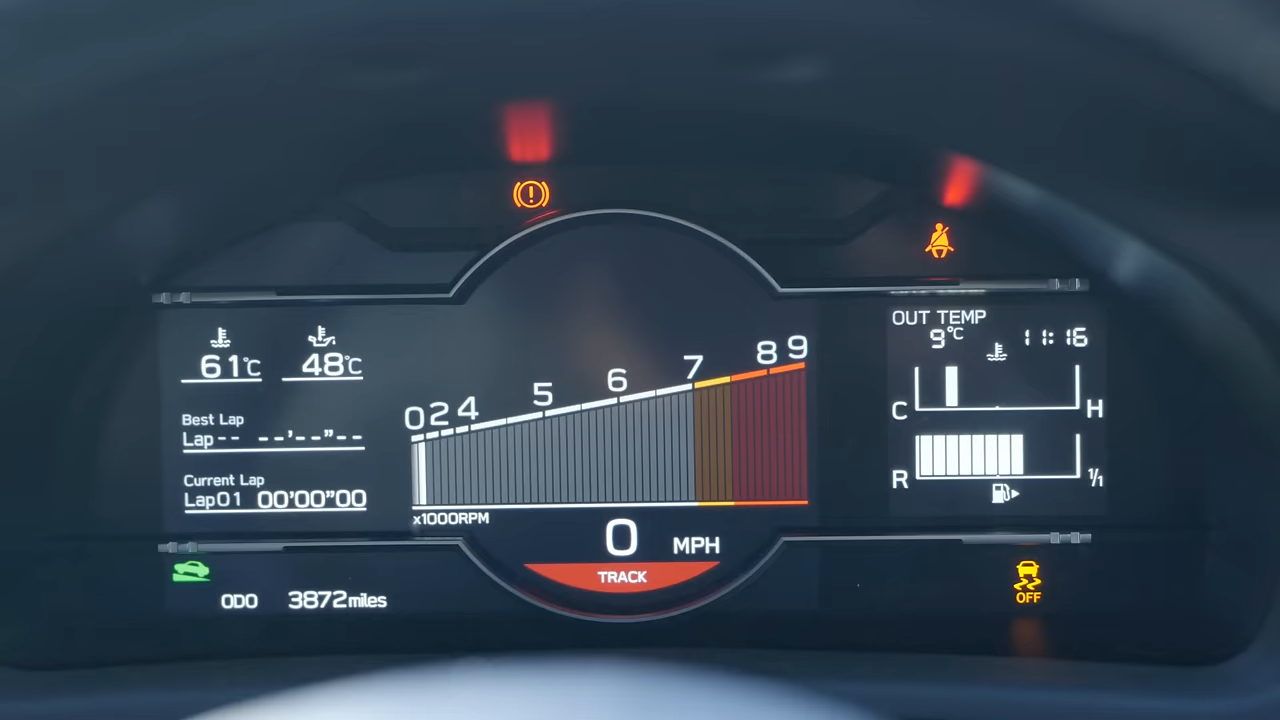 61°C 48°C
Best Lap
Lap-- --'--"--
Current Lap
Lap01 00'00"00
0 2 4 5 6 7 8 9
x1000RPM
0 MPH
TRACK
OUT TEMP
9°C 11:16
C H
R 1/1
ODO 3872miles
OFF